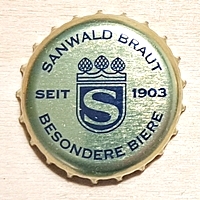 SANWALD BRAUT
SEIT S 1903
BESONDERE BIERE